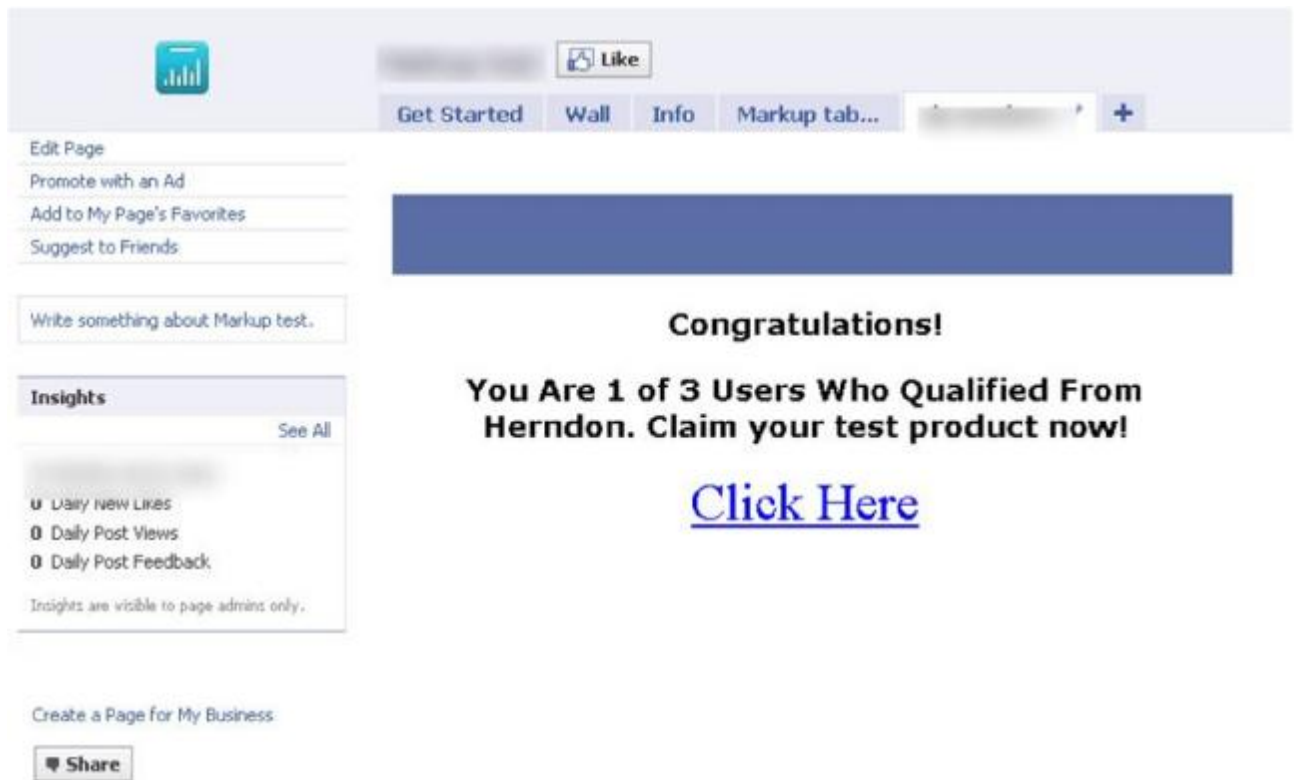 Like
Get Started Wall Info Markup tab... +
Edit Page
Promote with an Ad
Add to My Page's Favorites
Suggest to Friends
Write something about Markup test.
Insights
See All
0 Daily New Likes
0 Daily Post Views
0 Daily Post Feedback
Insights are visible to page admins only.
Create a Page for My Business
Share
Congratulations!
You Are 1 of 3 Users Who Qualified From
Herndon. Claim your test product now!
Click Here